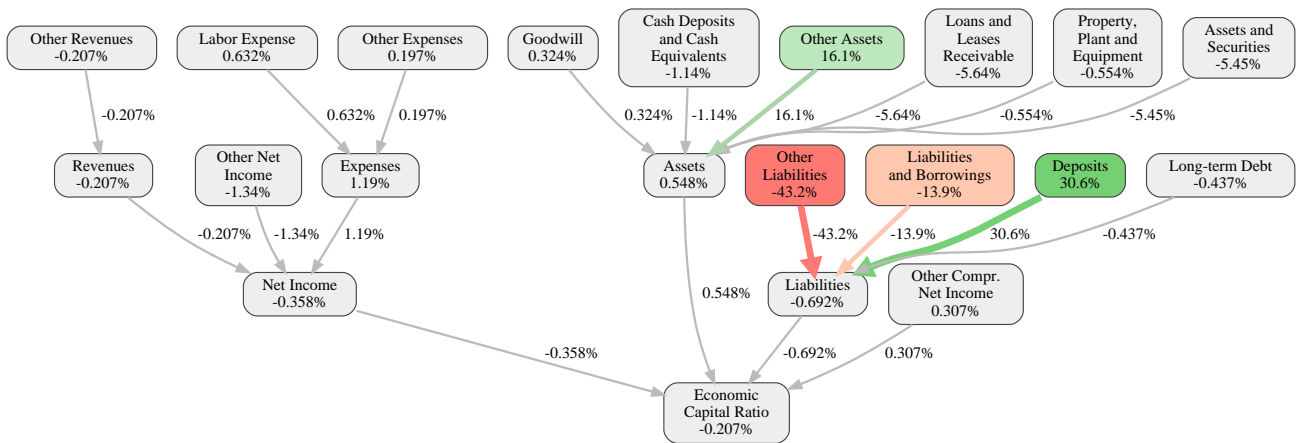 Other Revenues
-0.207%
Labor Expense
0.632%
Other Expenses
0.197%
Goodwill
0.324%
Cash Deposits
and Cash
Equivalents
-1.14%
Other Assets
16.1%
Loans and
Leases
Receivable
-5.64%
Property,
Plant and
Equipment
-0.554%
Assets and
Securities
-5.45%
-0.207%
0.632%
0.197%
0.324%
-1.14%
16.1%
-5.64%
-0.554%
-5.45%
Revenues
-0.207%
Other Net
Income
-1.34%
Expenses
1.19%
Assets
0.548%
Other
Liabilities
-43.2%
Liabilities
and Borrowings
-13.9%
Deposits
30.6%
Long-term Debt
-0.437%
-0.207%
-1.34%
1.19%
-43.2%
-13.9%
30.6%
-0.437%
Net Income
-0.358%
0.548%
Liabilities
-0.692%
Other Compr.
Net Income
0.307%
-0.358%
-0.692%
0.307%
Economic
Capital Ratio
-0.207%